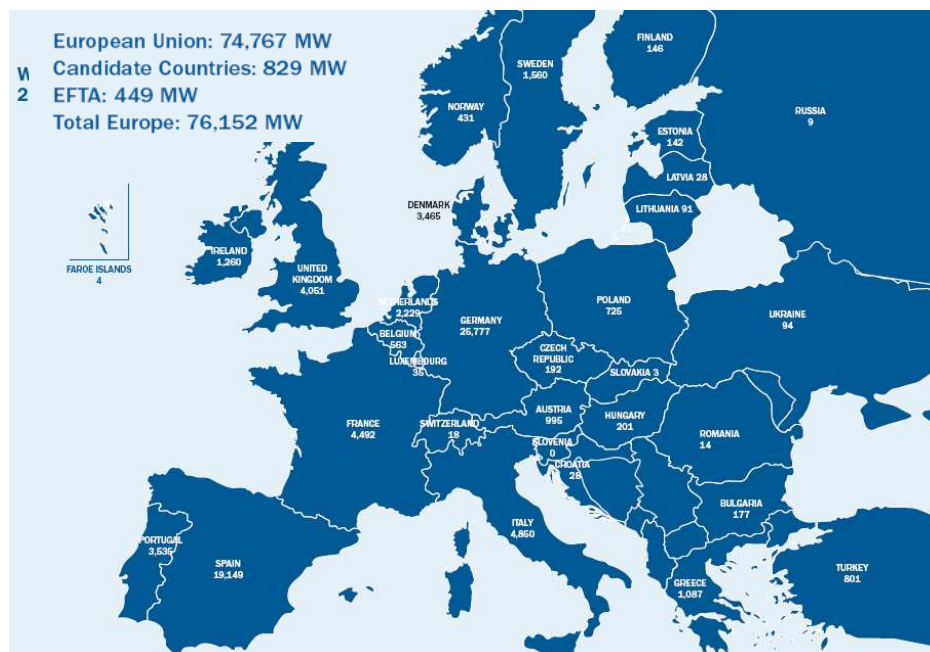 European Union: 74,767 MW
Candidate Countries: 829 MW
W
2
EFTA: 449 MW
Total Europe: 76,152 MW
FINLAND
146
SWEDEN
1,560
NORWAY
431
RUSSIA
9
ESTONIA
142
LATVIA 28
LITHUANIA 91
DENMARK
3,465
FAROE ISLANDS
4
IRELAND
1,260
UNITED
KINGDOM
4,051
NETHERLANDS
2,229
BELGIUM
563
LUXEMBOURG
35
GERMANY
25,777
POLAND
725
UKRAINE
94
CZECH
REPUBLIC
192
SLOVAKIA 3
FRANCE
4,492
SWITZERLAND
18
AUSTRIA
995
HUNGARY
201
ROMANIA
14
SLOVENIA
0
CROATIA
28
BULGARIA
177
ITALY
4,850
PORTUGAL
3,535
SPAIN
19,149
GREECE
1,087
TURKEY
801